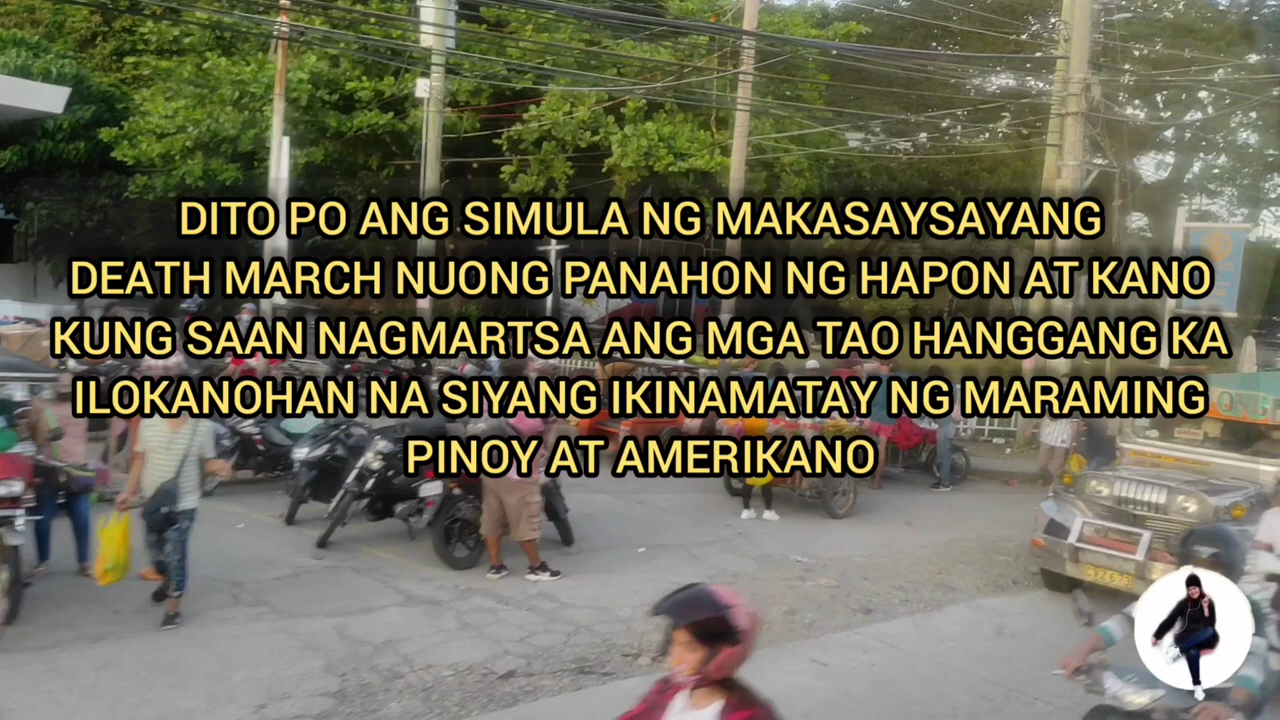 DITO PO ANG SIMULA NG MAKASAYSAYANG
DEATH MARCH NUONG PANAHON NG HAPON AT KANO
KUNG SAAN NAGMARTSA ANG MGA TAO HANGGANG KA
ILOKANOHAN NA SIYANG IKINAMATAY NG MARAMING
PINOY AT AMERIKANO